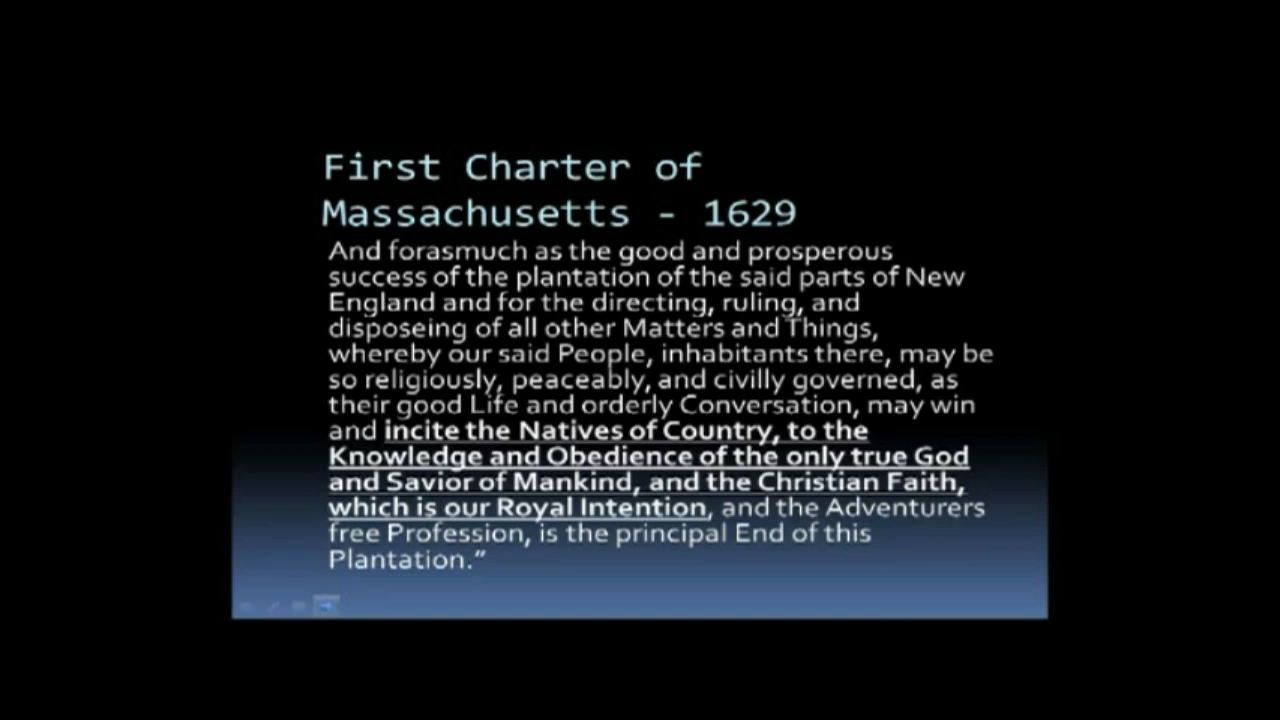 First Charter of
Massachusetts - 1629
And forasmuch as the good and prosperous
success of the plantation of the said parts of New
England and for the directing, ruling, and
disposeing of all other Matters and Things,
whereby our said People, inhabitants there, may be
so religiously, peaceably, and civilly governed, as
their good Life and orderly Conversation, may win
and incite the Natives of Country, to the
Knowledge and Obedience of the only true God
and Savior of Mankind, and the Christian Faith,
which is our Royal Intention, and the Adventurers
free Profession, is the principal End of this
Plantation.”